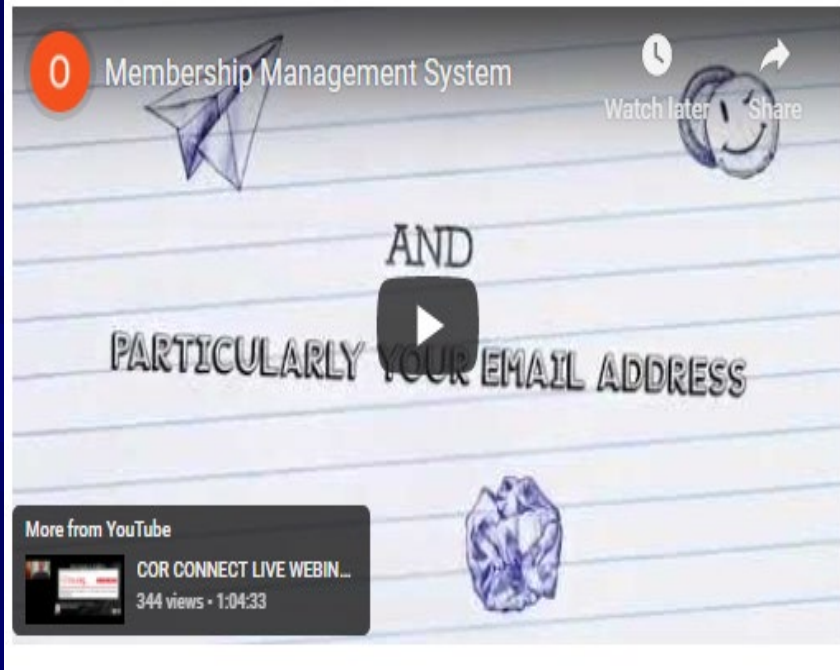 O Membership Management System
Watch later Share
AND
PARTICULARLY YOUR EMAIL ADDRESS
More from YouTube
COR CONNECT LIVE WEBIN...
344 views • 1:04:33